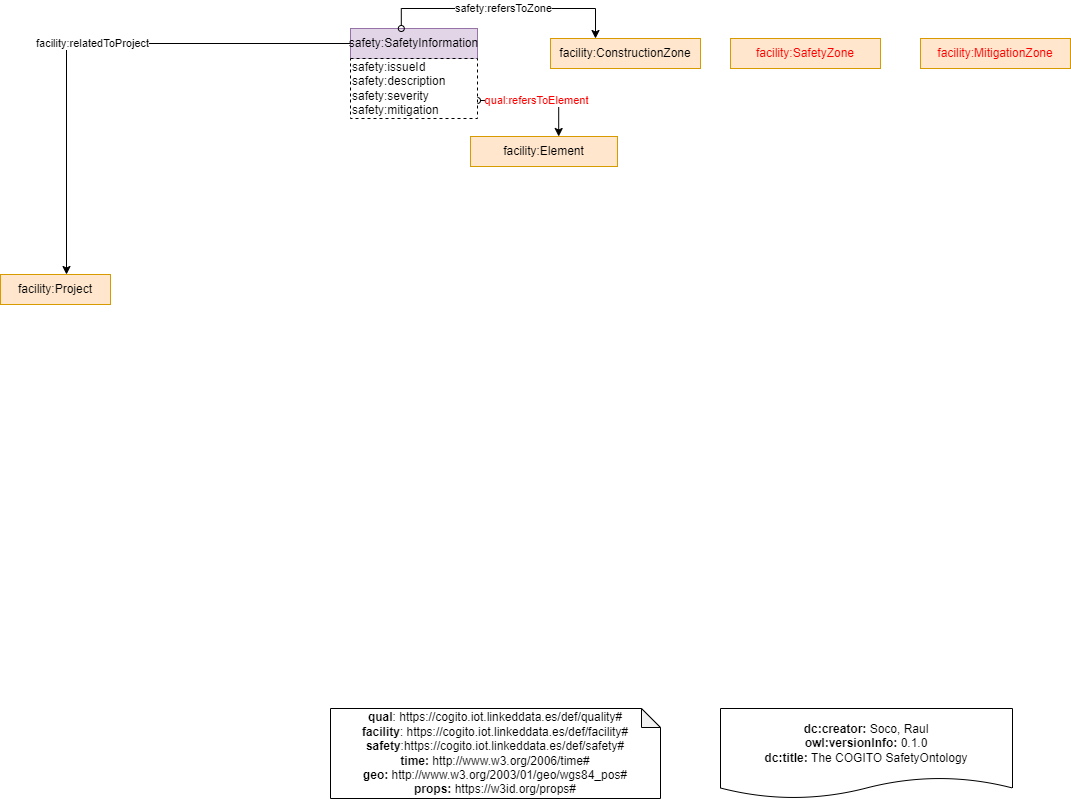 safety:refersToZone
facility:relatedToProject
safety:SafetyInformation
facility:ConstructionZone
facility:SafetyZone
facility:MitigationZone
safety:issueId
safety:description
safety:severity
safety:mitigation
qual:refersToElement
facility:Element
facility:Project
qual: https://cogito.iot.linkeddata.es/def/quality#
facility: https://cogito.iot.linkeddata.es/def/facility#
safety:https://cogito.iot.linkeddata.es/def/safety#
time: http://www.w3.org/2006/time#
geo: http://www.w3.org/2003/01/geo/wgs84_pos#
props: https://w3id.org/props#
dc:creator: Soco, Raul
owl:versionInfo: 0.1.0
dc:title: The COGITO SafetyOntology